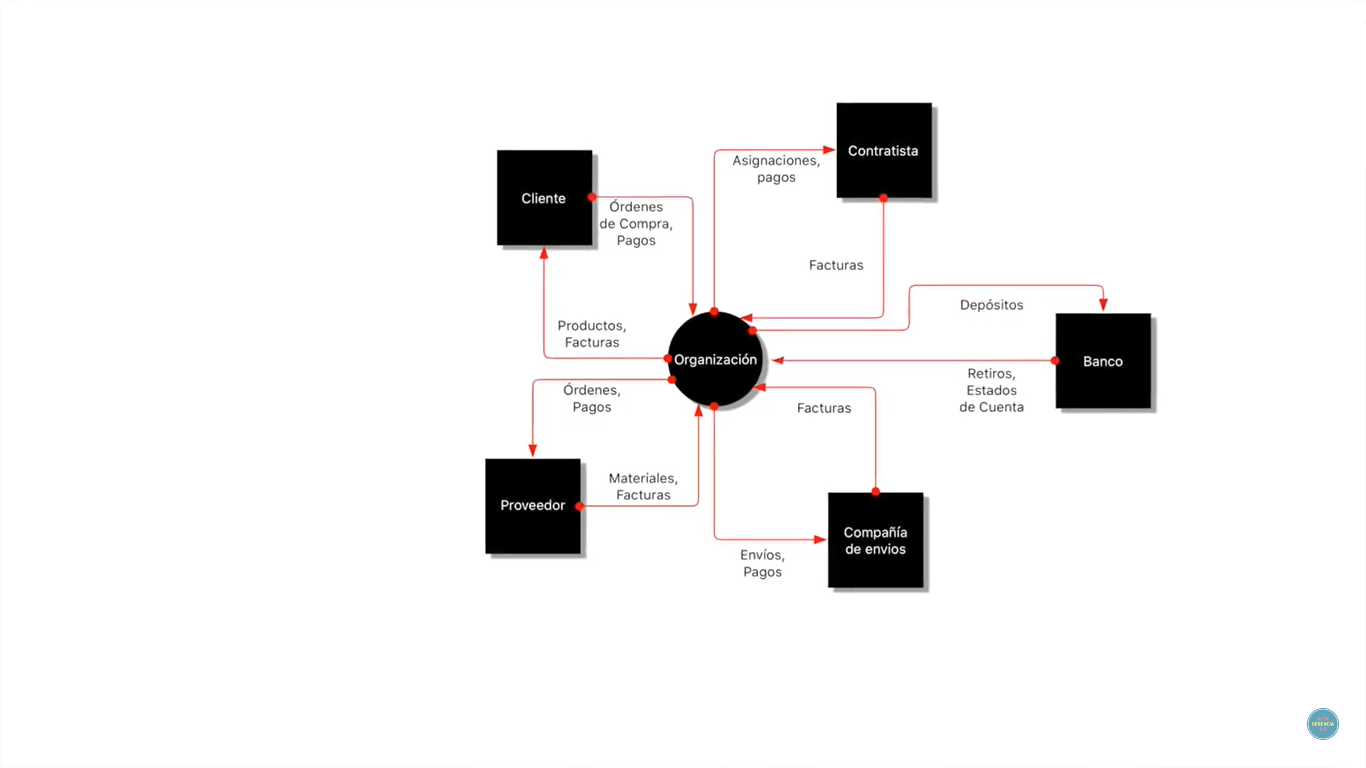 Contratista
Asignaciones,
pagos
Cliente
Órdenes
de Compra,
Pagos
Facturas
Depósitos
Productos,
Facturas
Organización
Banco
Retiros,
Estados
de Cuenta
Órdenes,
Pagos
Facturas
Materiales,
Facturas
Proveedor
Compañía
de envios
Envíos,
Pagos
GERENCIA